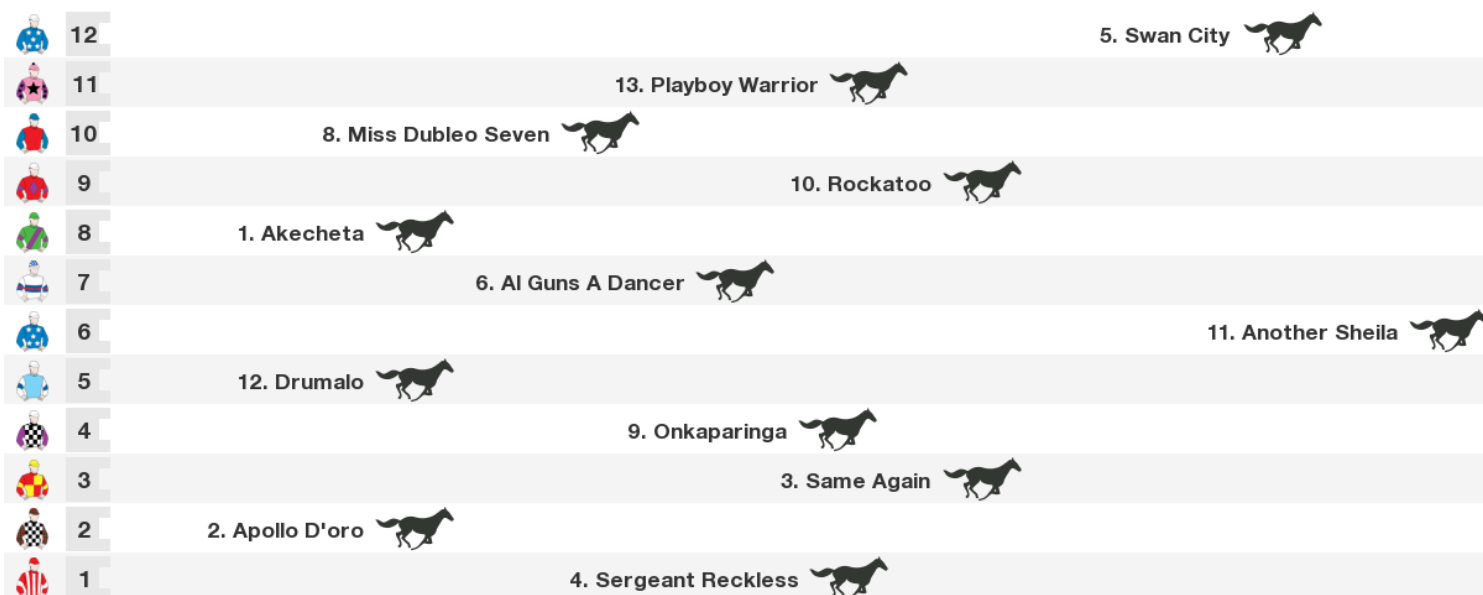 12 5. Swan City
11 13. Playboy Warrior
10 8. Miss Dubleo Seven
9 10. Rockatoo
8 1. Akecheta
7 6. Al Guns A Dancer
6 11. Another Sheila
5 12. Drumalo
4 9. Onkaparinga
3 3. Same Again
2 2. Apollo D'oro
1 4. Sergeant Reckless